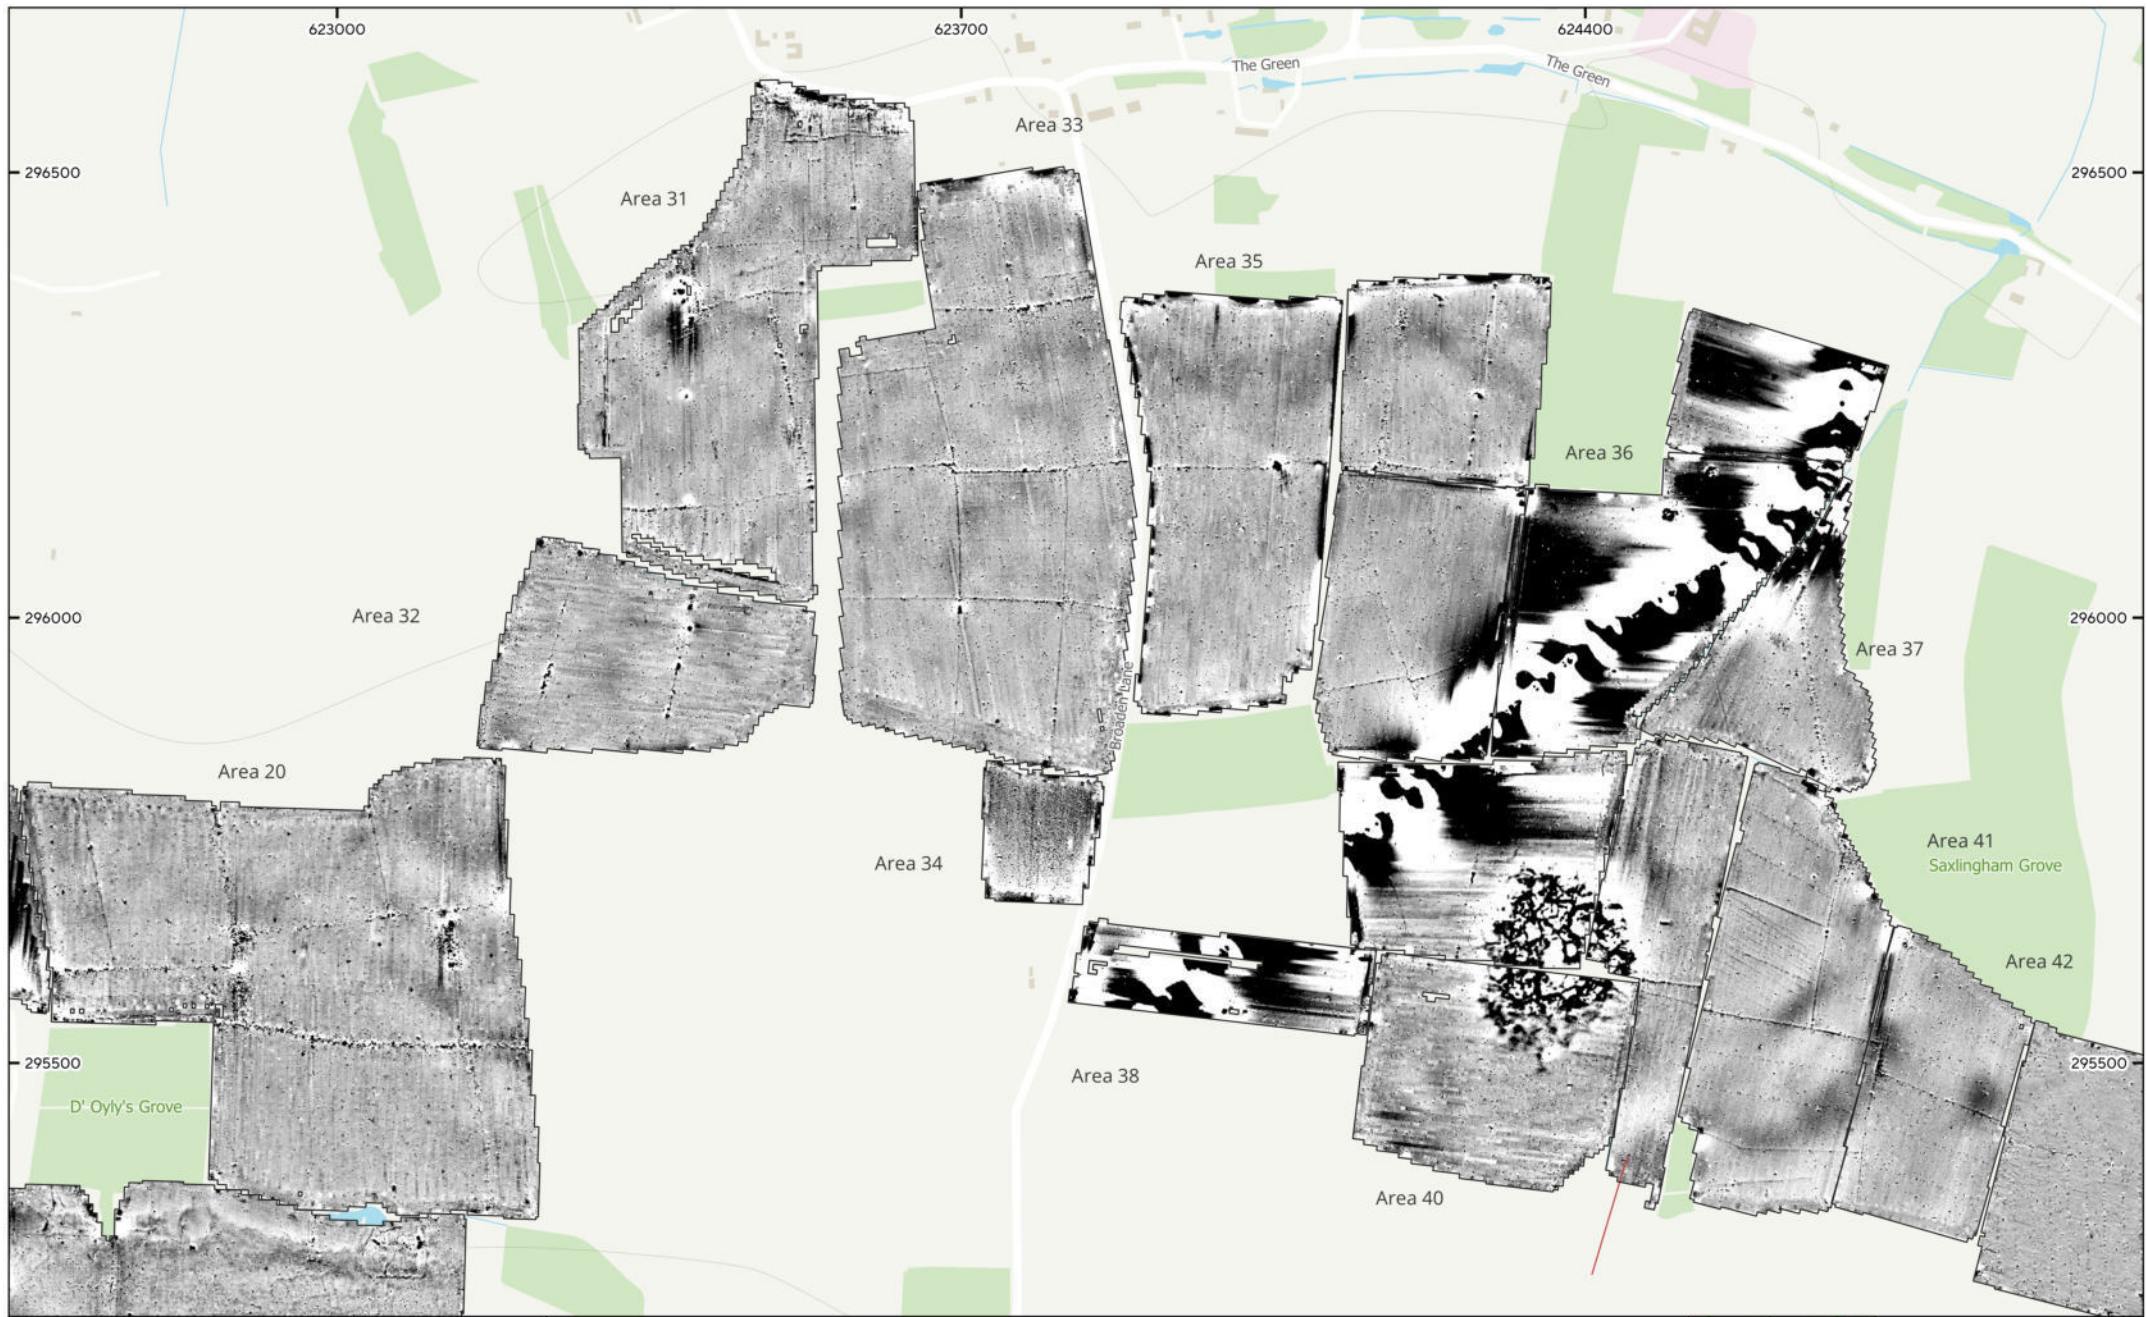 623000
623700
624400
The Green
The Green
Area 33
296500
296500
Area 31
Area 35
Area 36
Area 32
296000
296000
Area 37
Broaden Lane
Area 20
Area 41
Saxlingham Grove
Area 34
Area 42
295500
295500
Area 38
D' Oyly's Grove
Area 40